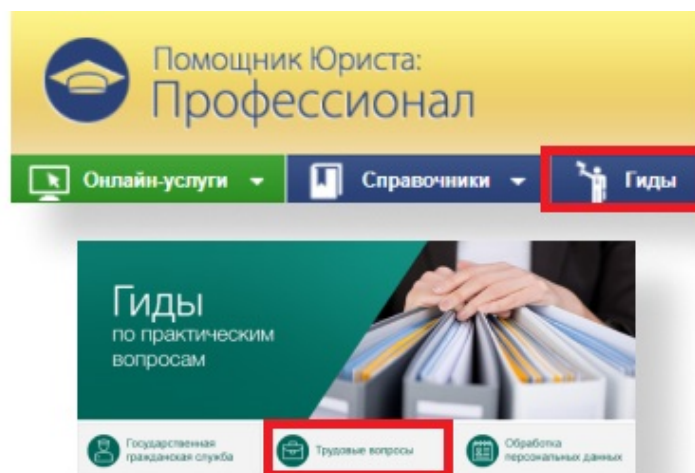 Помощник Юриста:
Профессионал
Онлайн-услуги
Справочники
Гиды
Гиды
по практическим
вопросам
Государственная
гражданская служба
Трудовые вопросы
Обработка
персональных данных